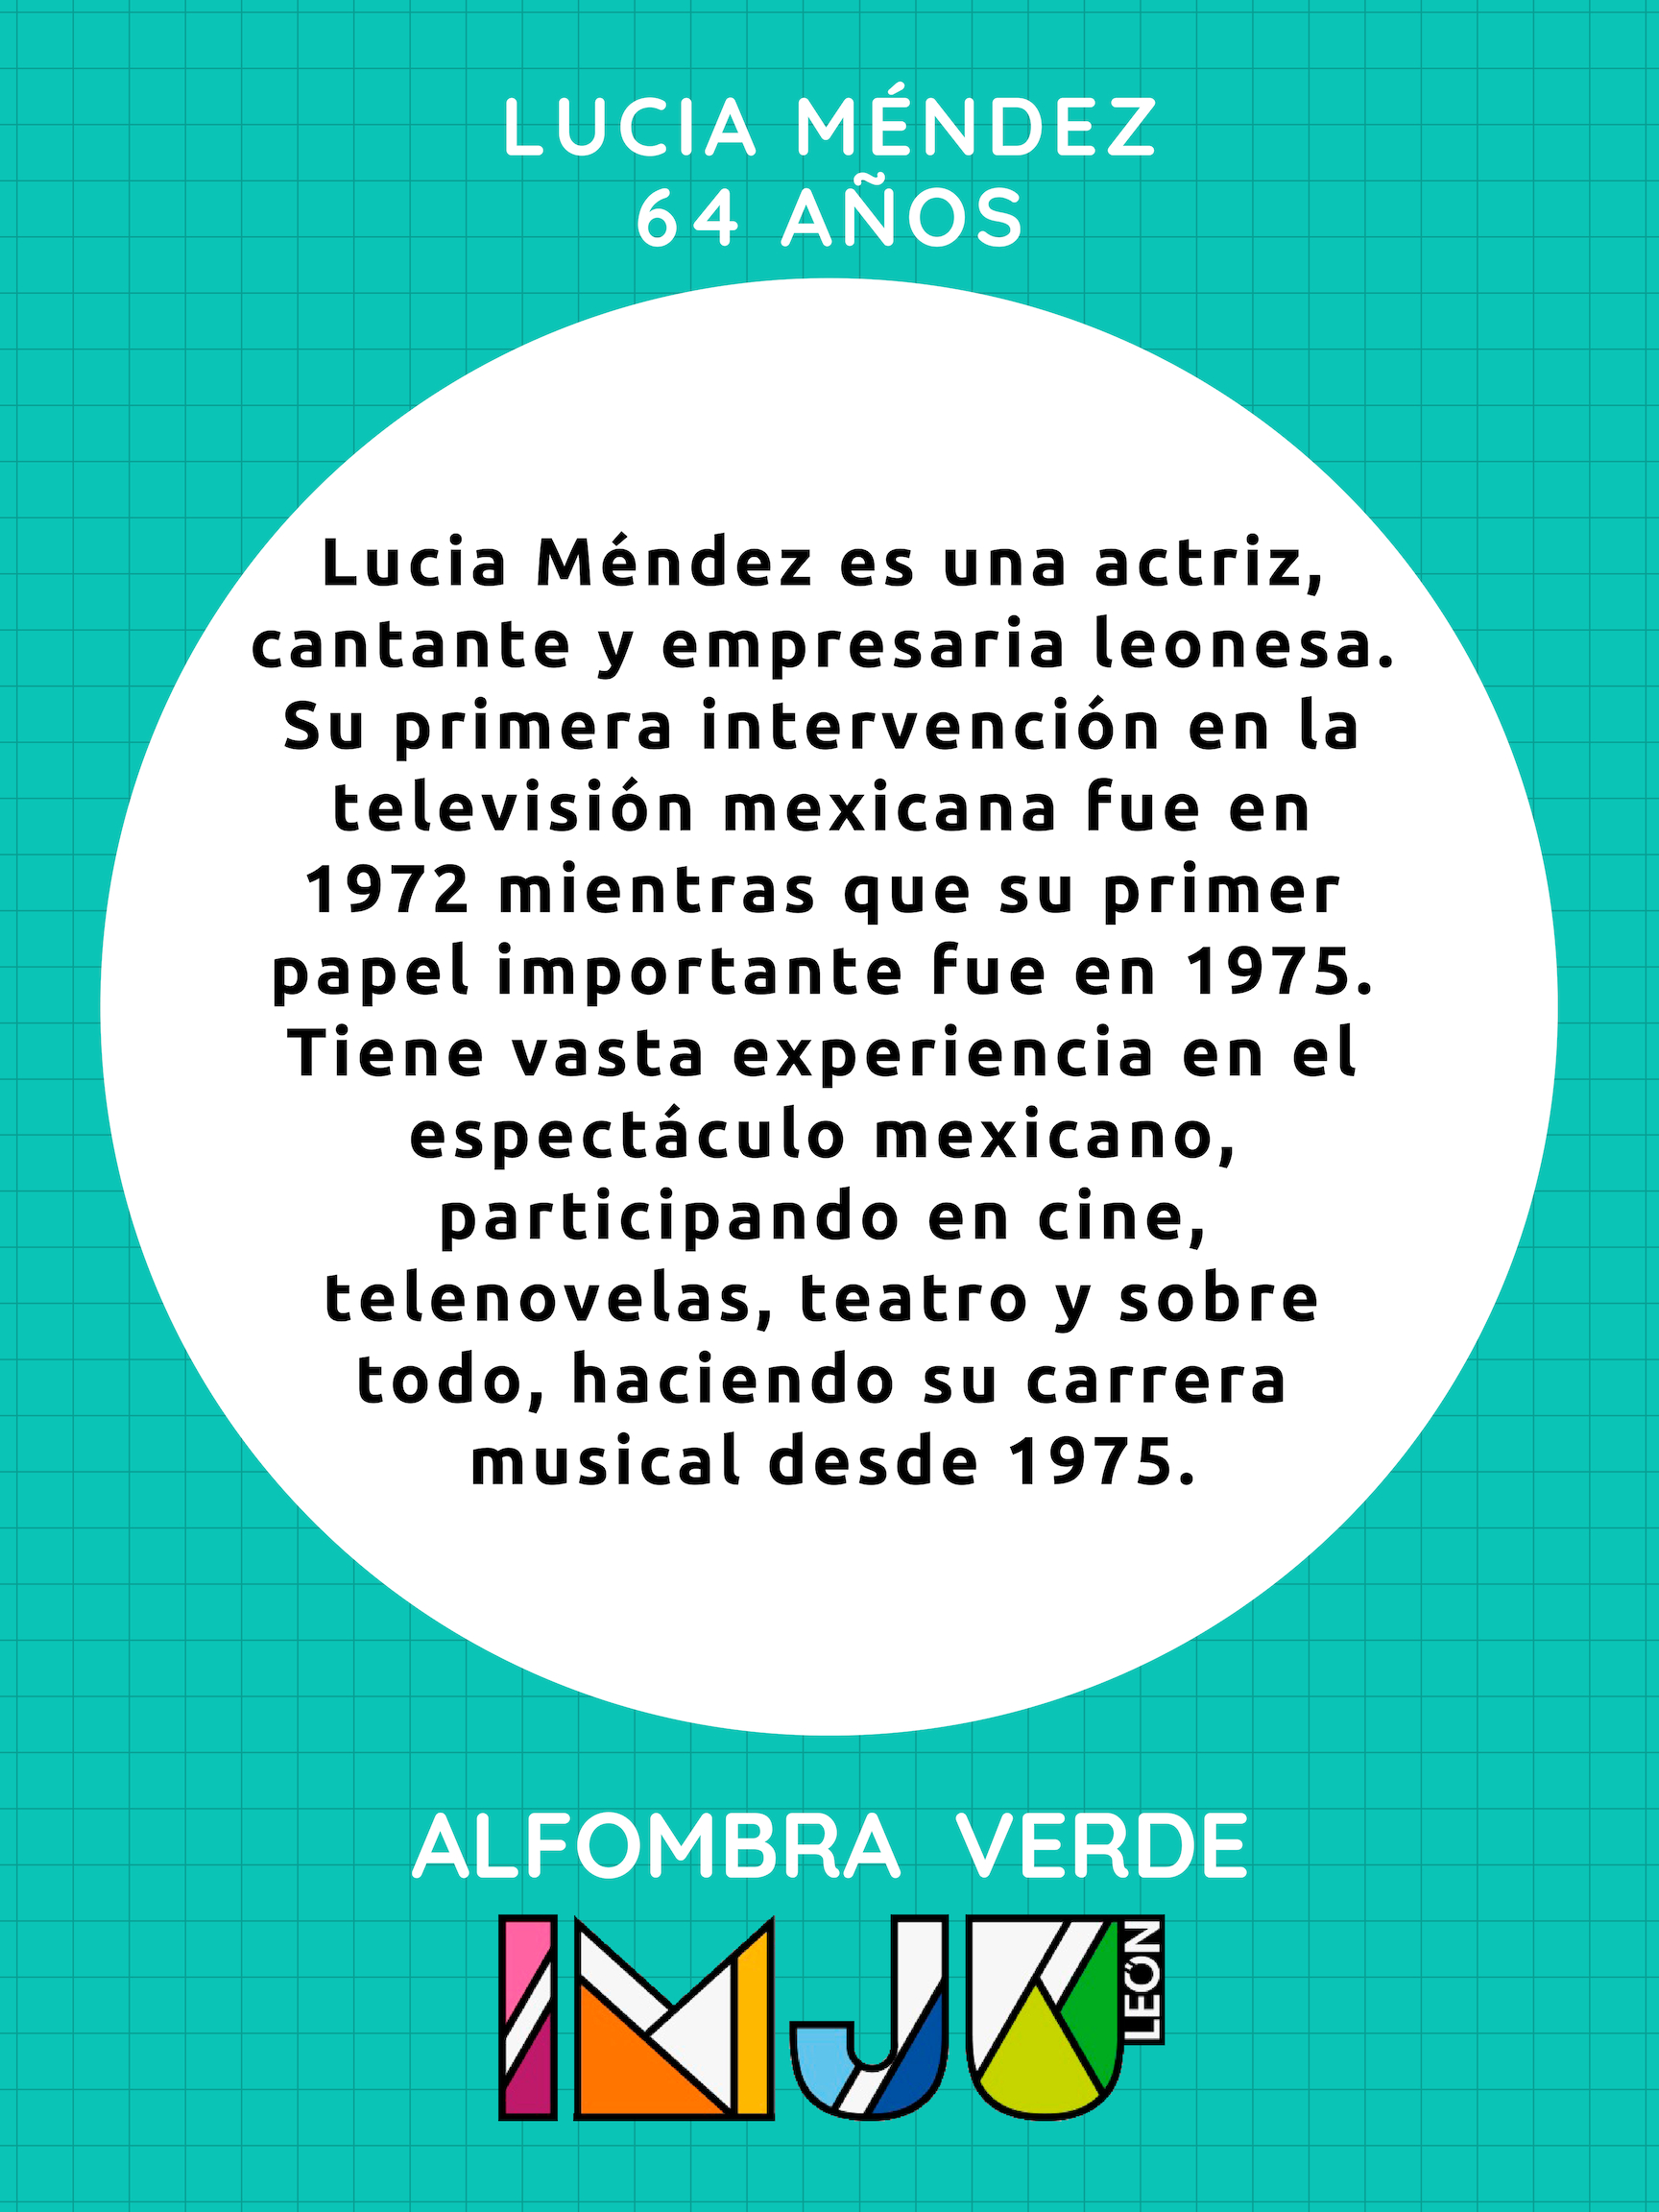 LUCIA MÉNDEZ
64 AÑOS
Lucia Méndez es una actriz,
cantante y empresaria leonesa.
Su primera intervención en la
televisión mexicana fue en
1972 mientras que su primer
papel importante fue en 1975.
Tiene vasta experiencia en el
espectáculo mexicano,
participando en cine,
telenovelas, teatro y sobre
todo, haciendo su carrera
musical desde 1975.
ALFOMBRA VERDE
IMJU
LEÓN